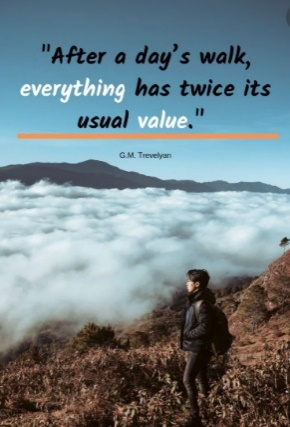 "After a day's walk,
everything has twice its
usual value."
G.M. Trevelyan